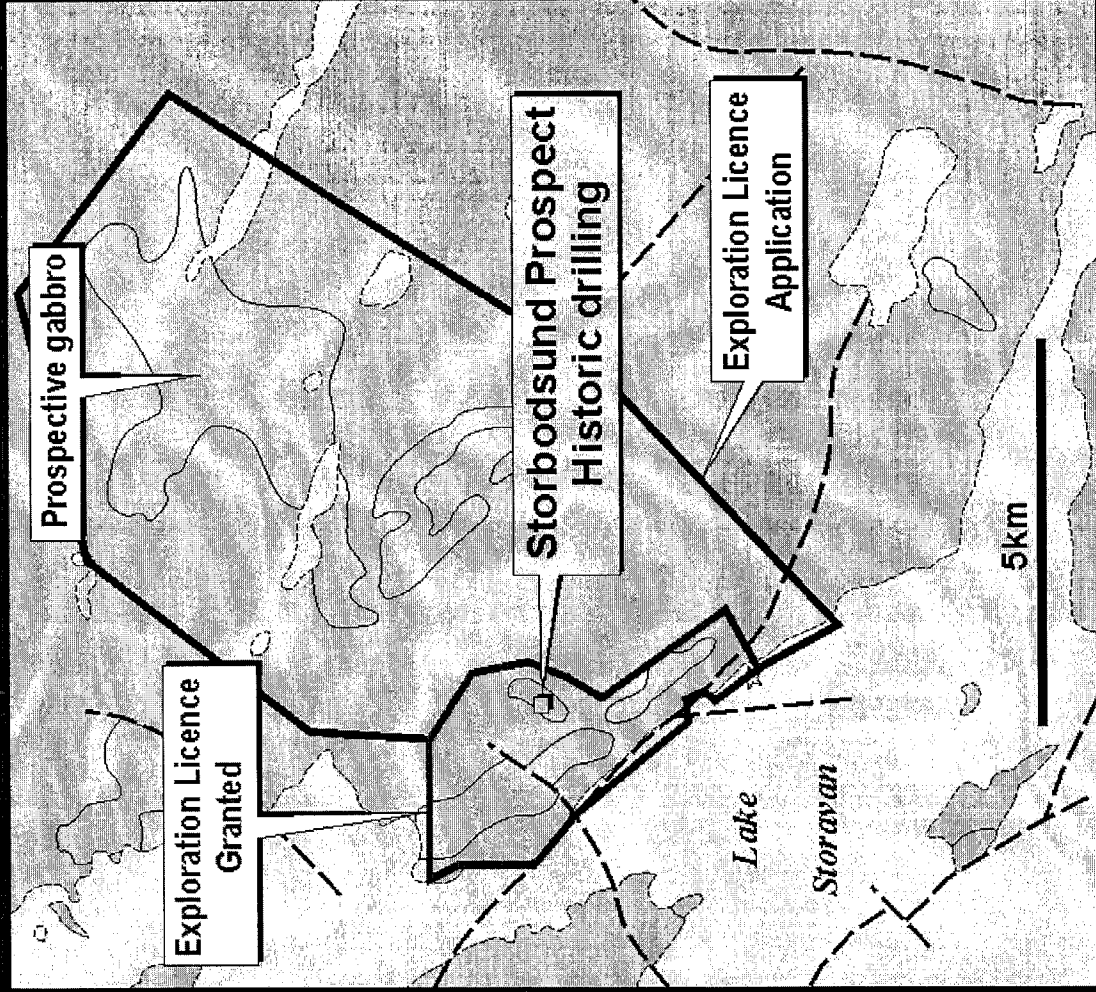 Prospective gabbro
Exploration Licence
Granted
Storbodsund Prospect
Historic drilling
Exploration Licence
Application
Lake
Storavan
5km